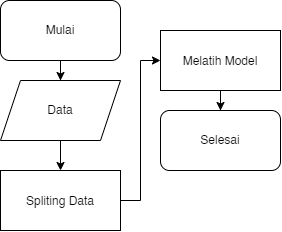 Mulai
Data
Spliting Data
Melatih Model
Selesai